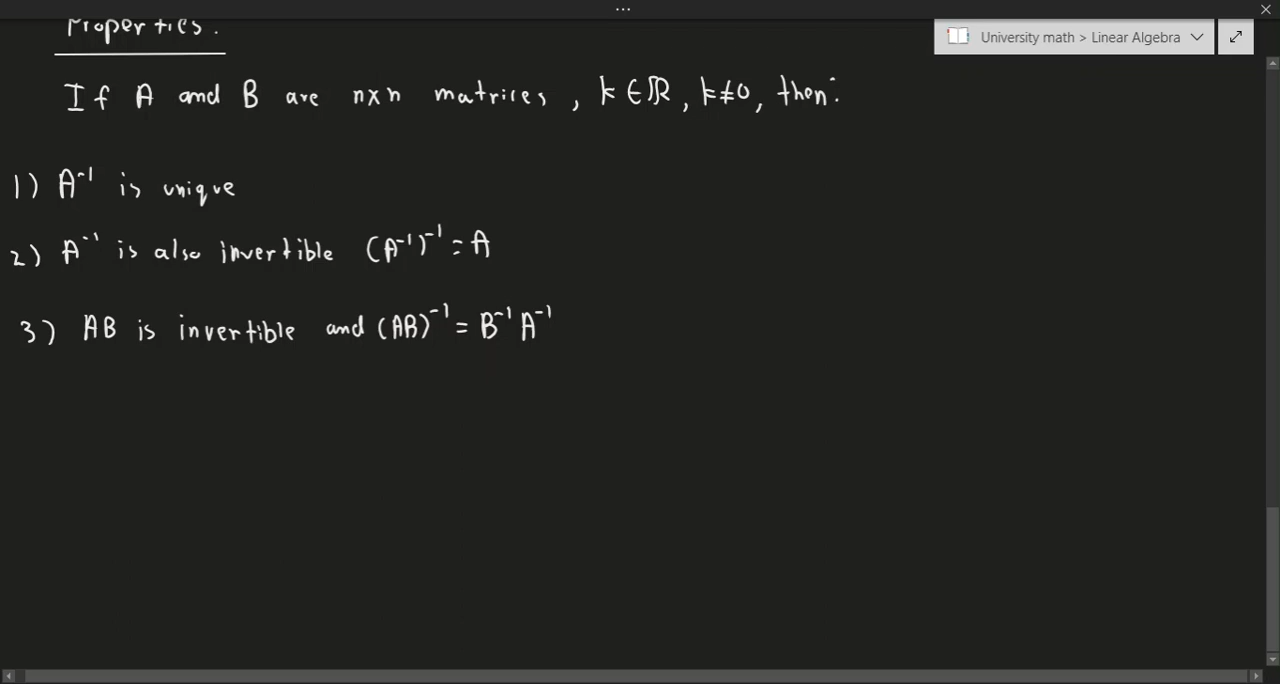 ...
University math > Linear Algebra
Properties.
If A and B are nxn matrices, k∈ℝ, k≠0, then:
1) A⁻¹ is unique
2) A⁻¹ is also invertible (A⁻¹)⁻¹ = A
3) AB is invertible and (AB)⁻¹ = B⁻¹ A⁻¹